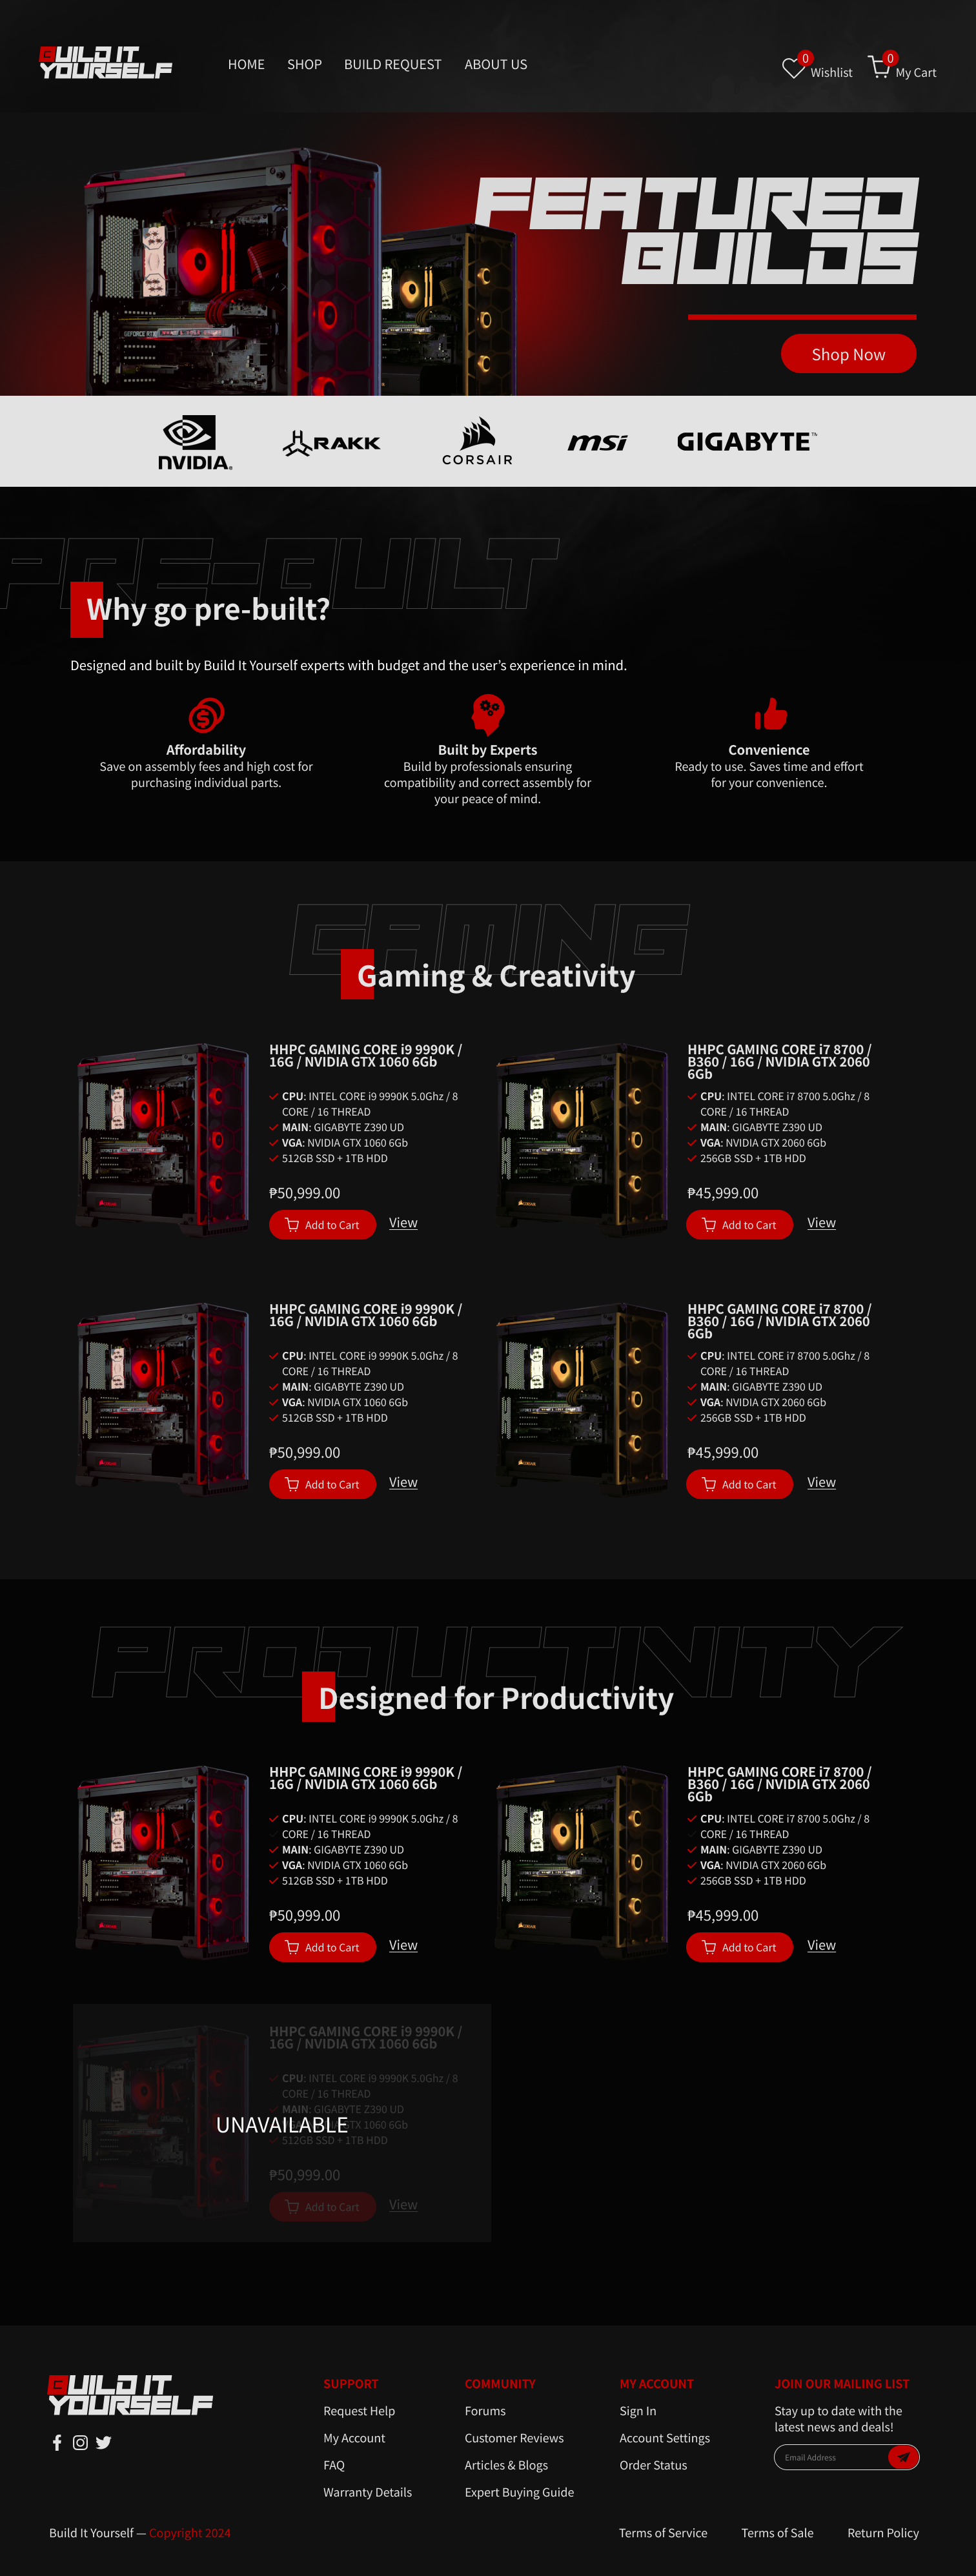 BUILD IT
YOURSELF
HOME SHOP BUILD REQUEST ABOUT US
0 Wishlist
0 My Cart
FEATURED
BUILDS
Shop Now
GEFORCE
NVIDIA
RAKK
CORSAIR
msi
GIGABYTE™
PRE-BUILT
Why go pre-built?
Designed and built by Build It Yourself experts with budget and the user’s experience in mind.
Affordability
Save on assembly fees and high cost for
purchasing individual parts.
Built by Experts
Build by professionals ensuring
compatibility and correct assembly for
your peace of mind.
Convenience
Ready to use. Saves time and effort
for your convenience.
GAMING
Gaming & Creativity
HHPC GAMING CORE i9 9990K /
16G / NVIDIA GTX 1060 6Gb
CPU: INTEL CORE i9 9990K 5.0Ghz / 8
CORE / 16 THREAD
MAIN: GIGABYTE Z390 UD
VGA: NVIDIA GTX 1060 6Gb
512GB SSD + 1TB HDD
₱50,999.00
Add to Cart View
HHPC GAMING CORE i7 8700 /
B360 / 16G / NVIDIA GTX 2060
6Gb
CPU: INTEL CORE i7 8700 5.0Ghz / 8
CORE / 16 THREAD
MAIN: GIGABYTE Z390 UD
VGA: NVIDIA GTX 2060 6Gb
256GB SSD + 1TB HDD
₱45,999.00
Add to Cart View
HHPC GAMING CORE i9 9990K /
16G / NVIDIA GTX 1060 6Gb
CPU: INTEL CORE i9 9990K 5.0Ghz / 8
CORE / 16 THREAD
MAIN: GIGABYTE Z390 UD
VGA: NVIDIA GTX 1060 6Gb
512GB SSD + 1TB HDD
₱50,999.00
Add to Cart View
HHPC GAMING CORE i7 8700 /
B360 / 16G / NVIDIA GTX 2060
6Gb
CPU: INTEL CORE i7 8700 5.0Ghz / 8
CORE / 16 THREAD
MAIN: GIGABYTE Z390 UD
VGA: NVIDIA GTX 2060 6Gb
256GB SSD + 1TB HDD
₱45,999.00
Add to Cart View
PRODUCTIVITY
Designed for Productivity
HHPC GAMING CORE i9 9990K /
16G / NVIDIA GTX 1060 6Gb
CPU: INTEL CORE i9 9990K 5.0Ghz / 8
CORE / 16 THREAD
MAIN: GIGABYTE Z390 UD
VGA: NVIDIA GTX 1060 6Gb
512GB SSD + 1TB HDD
₱50,999.00
Add to Cart View
HHPC GAMING CORE i7 8700 /
B360 / 16G / NVIDIA GTX 2060
6Gb
CPU: INTEL CORE i7 8700 5.0Ghz / 8
CORE / 16 THREAD
MAIN: GIGABYTE Z390 UD
VGA: NVIDIA GTX 2060 6Gb
256GB SSD + 1TB HDD
₱45,999.00
Add to Cart View
HHPC GAMING CORE i9 9990K /
16G / NVIDIA GTX 1060 6Gb
CPU: INTEL CORE i9 9990K 5.0Ghz / 8
CORE / 16 THREAD
MAIN: GIGABYTE Z390 UD
GTX 1060 6Gb
UNAVAILABLE
512GB SSD + 1TB HDD
₱50,999.00
Add to Cart View
BUILD IT
YOURSELF
SUPPORT
Request Help
My Account
FAQ
Warranty Details
COMMUNITY
Forums
Customer Reviews
Articles & Blogs
Expert Buying Guide
MY ACCOUNT
Sign In
Account Settings
Order Status
JOIN OUR MAILING LIST
Stay up to date with the
latest news and deals!
Email Address
Build It Yourself — Copyright 2024
Terms of Service Terms of Sale Return Policy